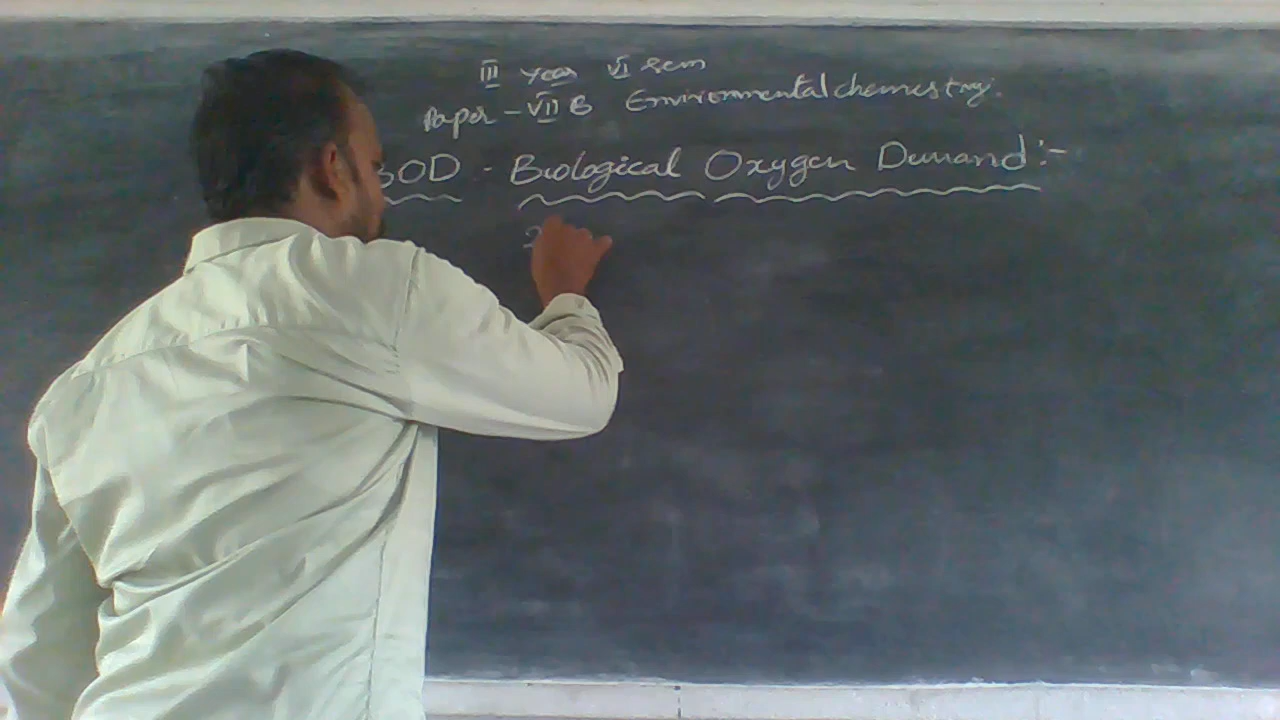 III Year VI Sem
Paper - VII B Environmental chemistry.
BOD - Biological Oxygen Demand :-